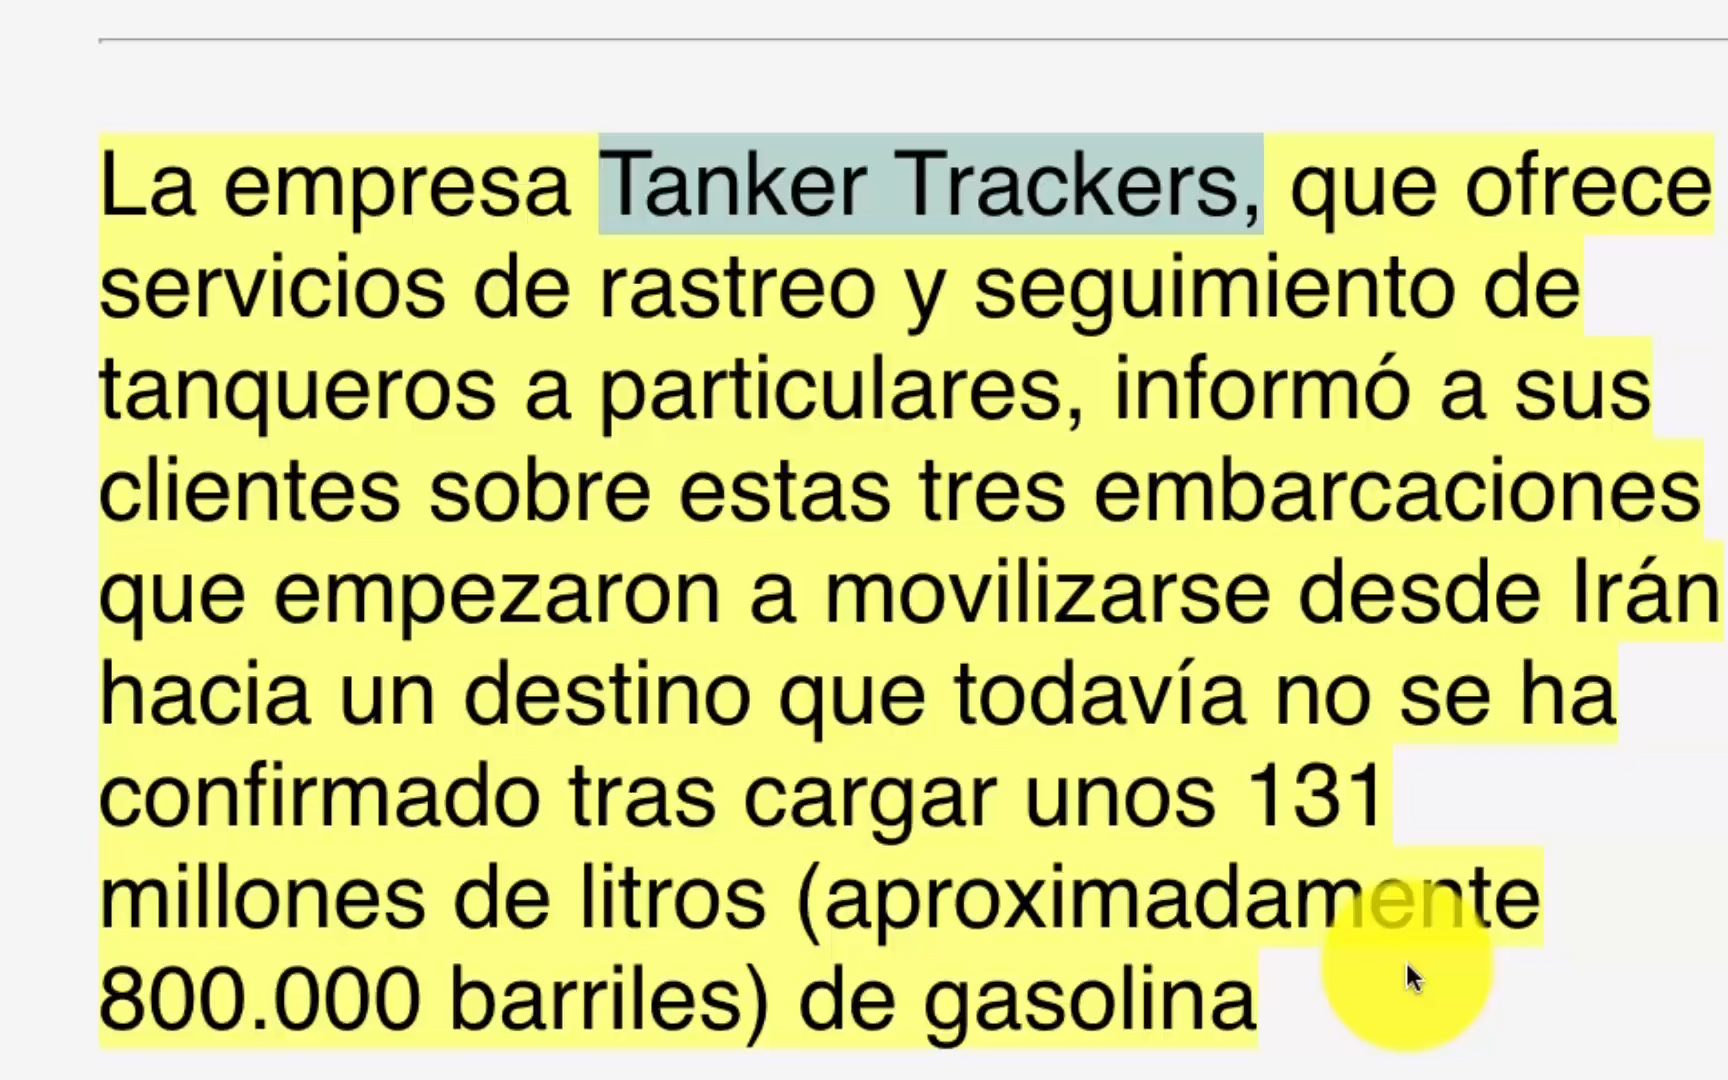 La empresa Tanker Trackers, que ofrece
servicios de rastreo y seguimiento de
tanqueros a particulares, informó a sus
clientes sobre estas tres embarcaciones
que empezaron a movilizarse desde Irán
hacia un destino que todavía no se ha
confirmado tras cargar unos 131
millones de litros (aproximadamente
800.000 barriles) de gasolina